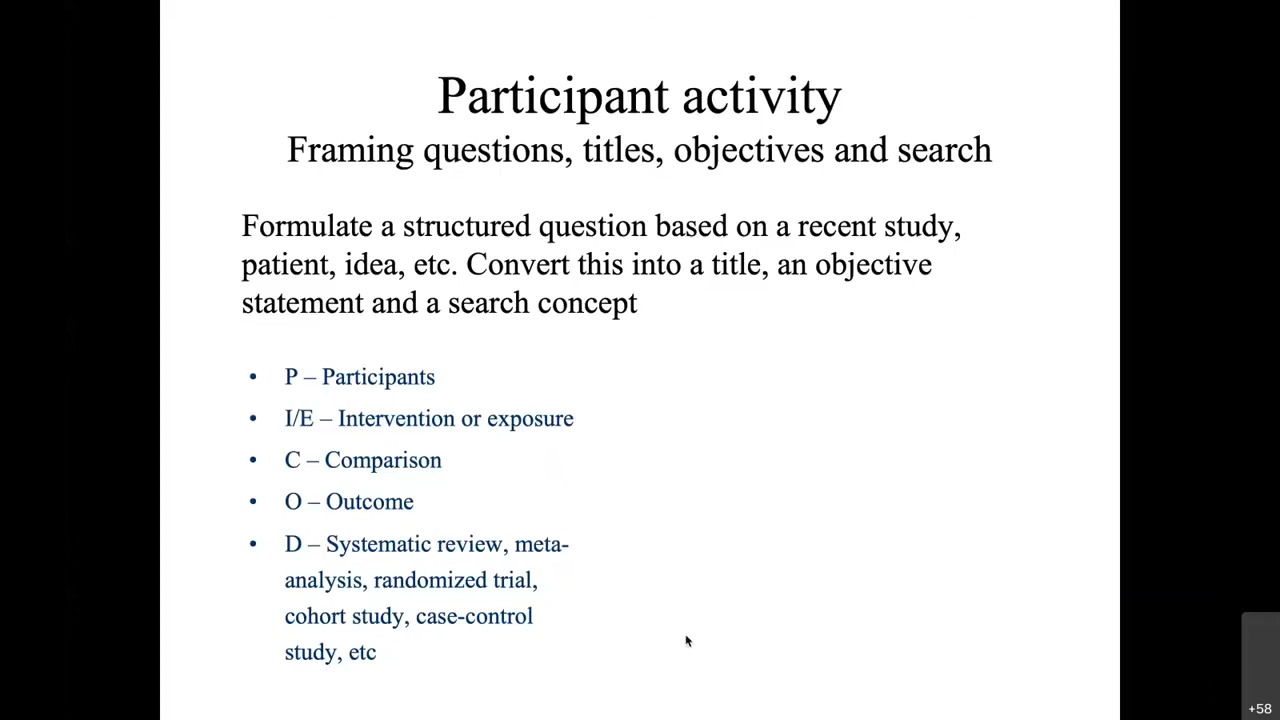 Participant activity
Framing questions, titles, objectives and search
Formulate a structured question based on a recent study,
patient, idea, etc. Convert this into a title, an objective
statement and a search concept
• P – Participants
• I/E – Intervention or exposure
• C – Comparison
• O – Outcome
• D – Systematic review, meta-
analysis, randomized trial,
cohort study, case-control
study, etc
+58